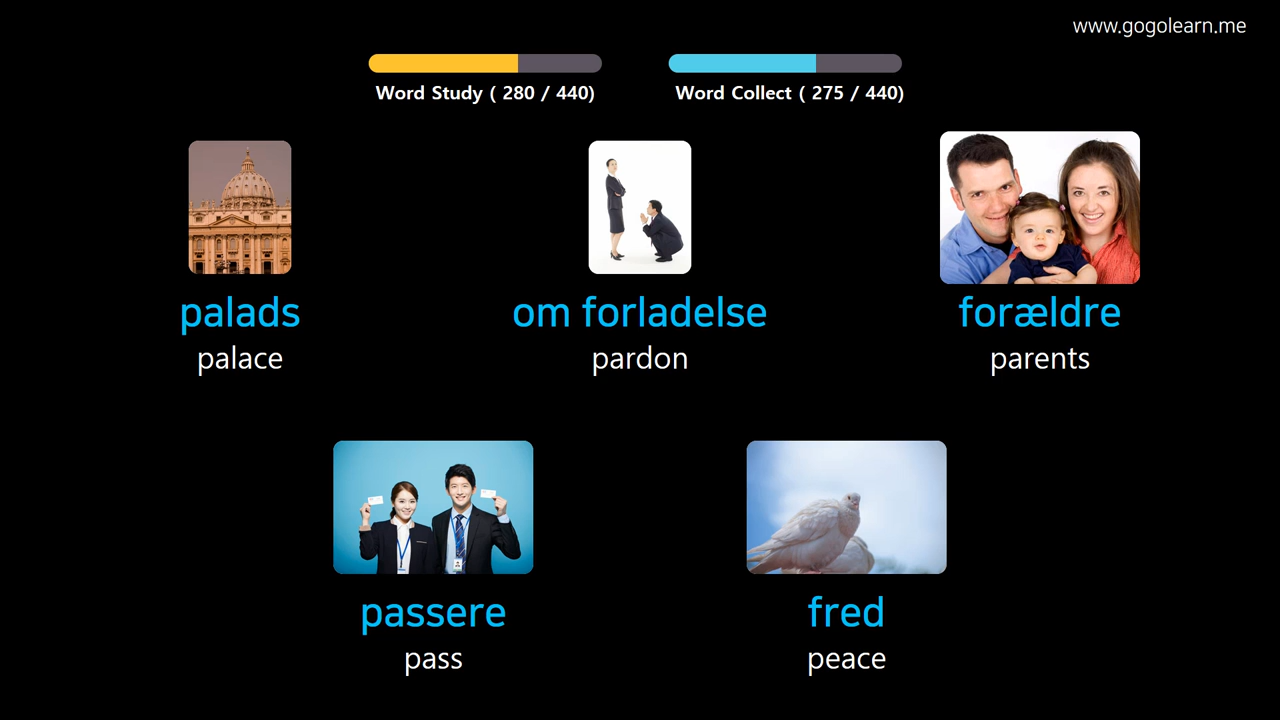 www.gogolearn.me
Word Study ( 280 / 440)
Word Collect ( 275 / 440)
palads
palace
om forladelse
pardon
forældre
parents
passere
pass
fred
peace